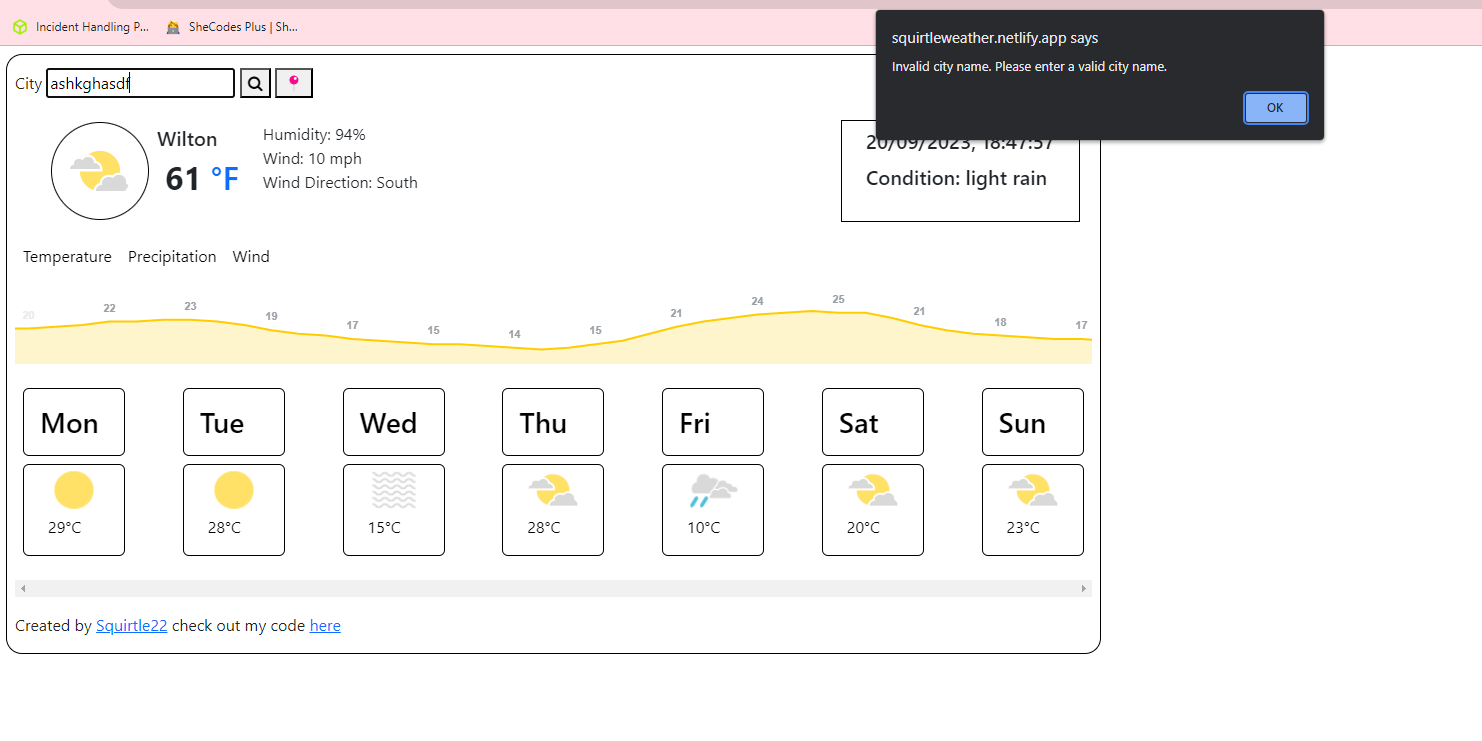 Incident Handling P... SheCodes Plus | Sh...
squirtleweather.netlify.app says
Invalid city name. Please enter a valid city name.
OK
City ashkghasdf
Wilton
61 °F
Humidity: 94%
Wind: 10 mph
Wind Direction: South
20/09/2023, 18:47:57
Condition: light rain
Temperature Precipitation Wind
20 22 23 19 17 15 14 15 21 24 25 21 18 17
Mon Tue Wed Thu Fri Sat Sun
29°C 28°C 15°C 28°C 10°C 20°C 23°C
Created by Squirtle22 check out my code here